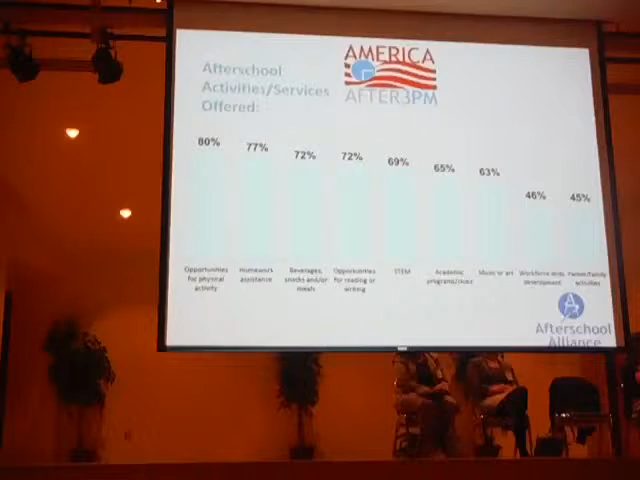 AMERICA
AFTER3PM
Afterschool
Activities/Services
Offered:
80%
77%
72%
72%
69%
65%
63%
46%
45%
Opportunities
for physical
activity
Homework
assistance
Beverages,
snacks and/or
meals
Opportunities
for reading or
writing
STEM
Academic
programs/
Music or art
Workforce
development
Parent/Family
activities
Afterschool
Alliance